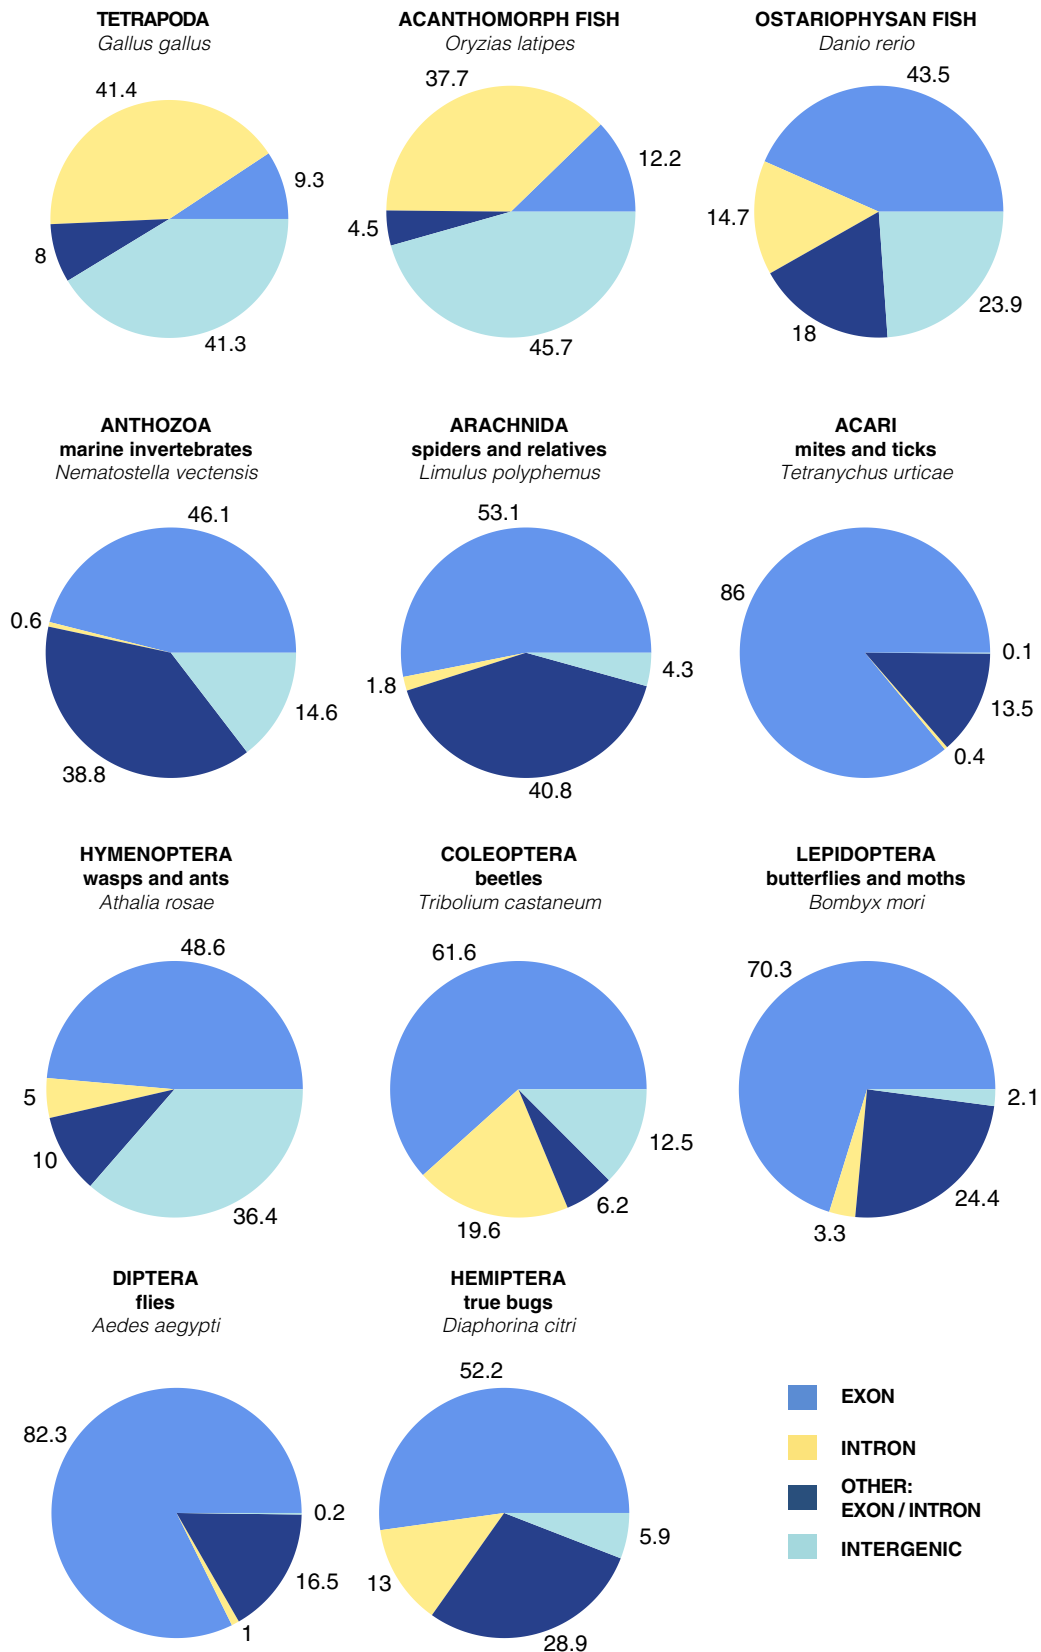 TETRAPODA
Gallus gallus
41.4
9.3
8
41.3
ACANTHOMORPH FISH
Oryzias latipes
37.7
12.2
4.5
45.7
OSTARIOPHYSAN FISH
Danio rerio
43.5
14.7
18
23.9
ANTHOZOA
marine invertebrates
Nematostella vectensis
46.1
0.6
38.8
14.6
ARACHNIDA
spiders and relatives
Limulus polyphemus
53.1
1.8
40.8
4.3
ACARI
mites and ticks
Tetranychus urticae
86
0.1
13.5
0.4
HYMENOPTERA
wasps and ants
Athalia rosae
48.6
5
10
36.4
COLEOPTERA
beetles
Tribolium castaneum
61.6
12.5
6.2
19.6
LEPIDOPTERA
butterflies and moths
Bombyx mori
70.3
2.1
24.4
3.3
DIPTERA
flies
Aedes aegypti
82.3
0.2
16.5
1
HEMIPTERA
true bugs
Diaphorina citri
52.2
5.9
13
28.9
EXON
INTRON
OTHER:
EXON / INTRON
INTERGENIC